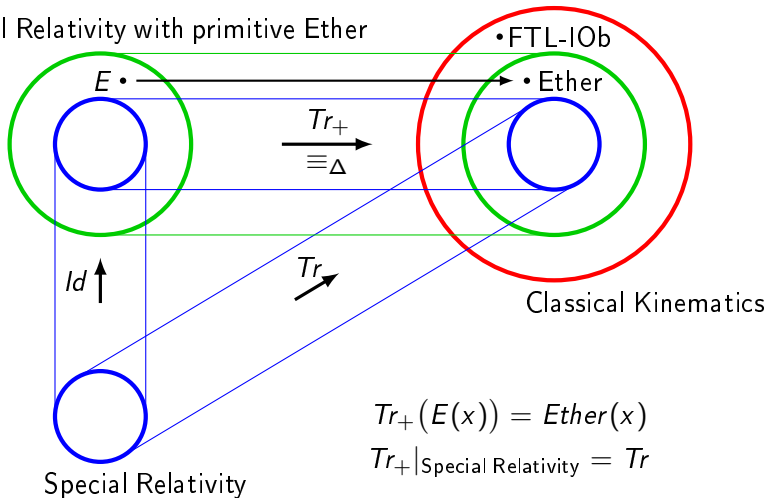 l Relativity with primitive Ether
•FTL-IOb
E •
• Ether
Tr₊
≡Δ
Id
Tr
Classical Kinematics
Tr₊(E(x)) = Ether(x)
Tr₊|Special Relativity = Tr
Special Relativity